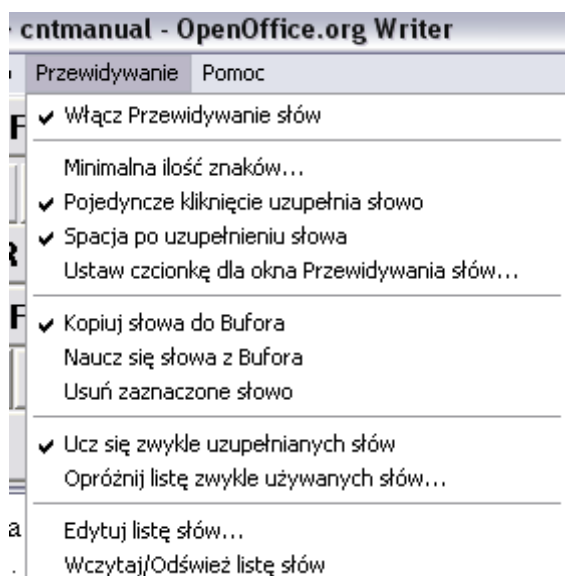 cntmanual - OpenOffice.org Writer
Przewidywanie Pomoc
Włącz Przewidywanie słów
Minimalna ilość znaków...
Pojedyncze kliknięcie uzupełnia słowo
Spacja po uzupełnieniu słowa
Ustaw czcionkę dla okna Przewidywania słów...
Kopiuj słowa do Bufora
Naucz się słowa z Bufora
Usuń zaznaczone słowo
Ucz się zwykle uzupełnianych słów
Opróżnij listę zwykle używanych słów...
Edytuj listę słów...
Wczytaj/Odśwież listę słów